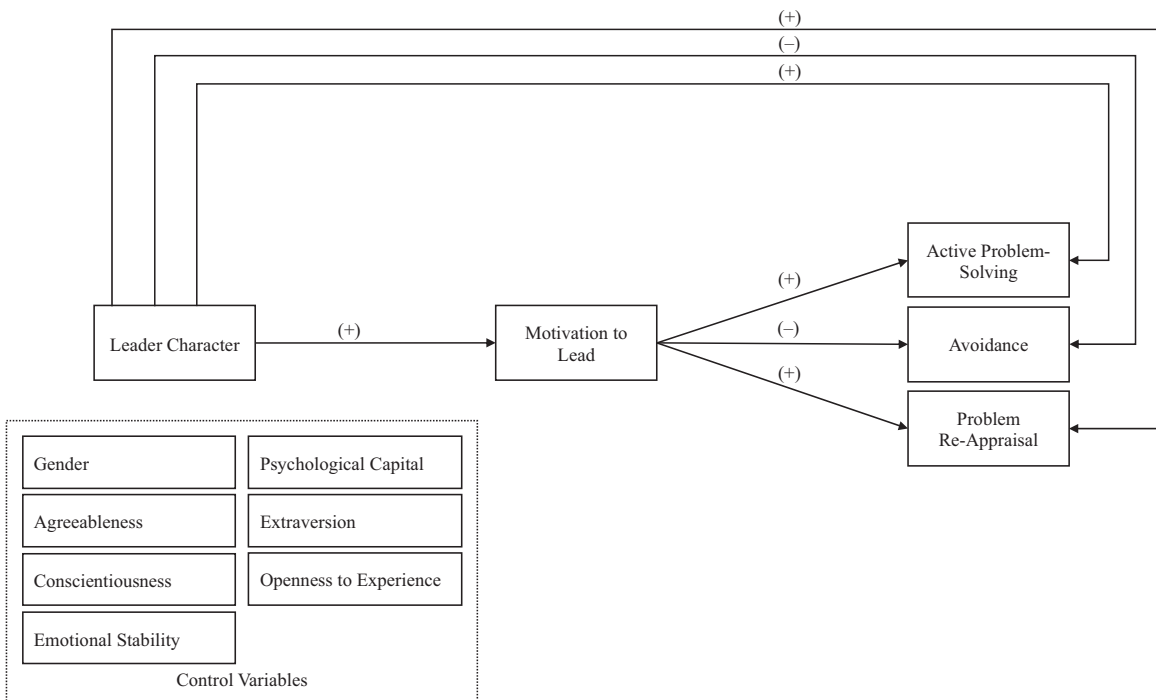 (+)
(–)
(+)
Active Problem-
Solving
(+)
(+)
(–)
Leader Character
Motivation to
Lead
Avoidance
(+)
Problem
Re-Appraisal
Gender
Psychological Capital
Agreeableness
Extraversion
Conscientiousness
Openness to Experience
Emotional Stability
Control Variables